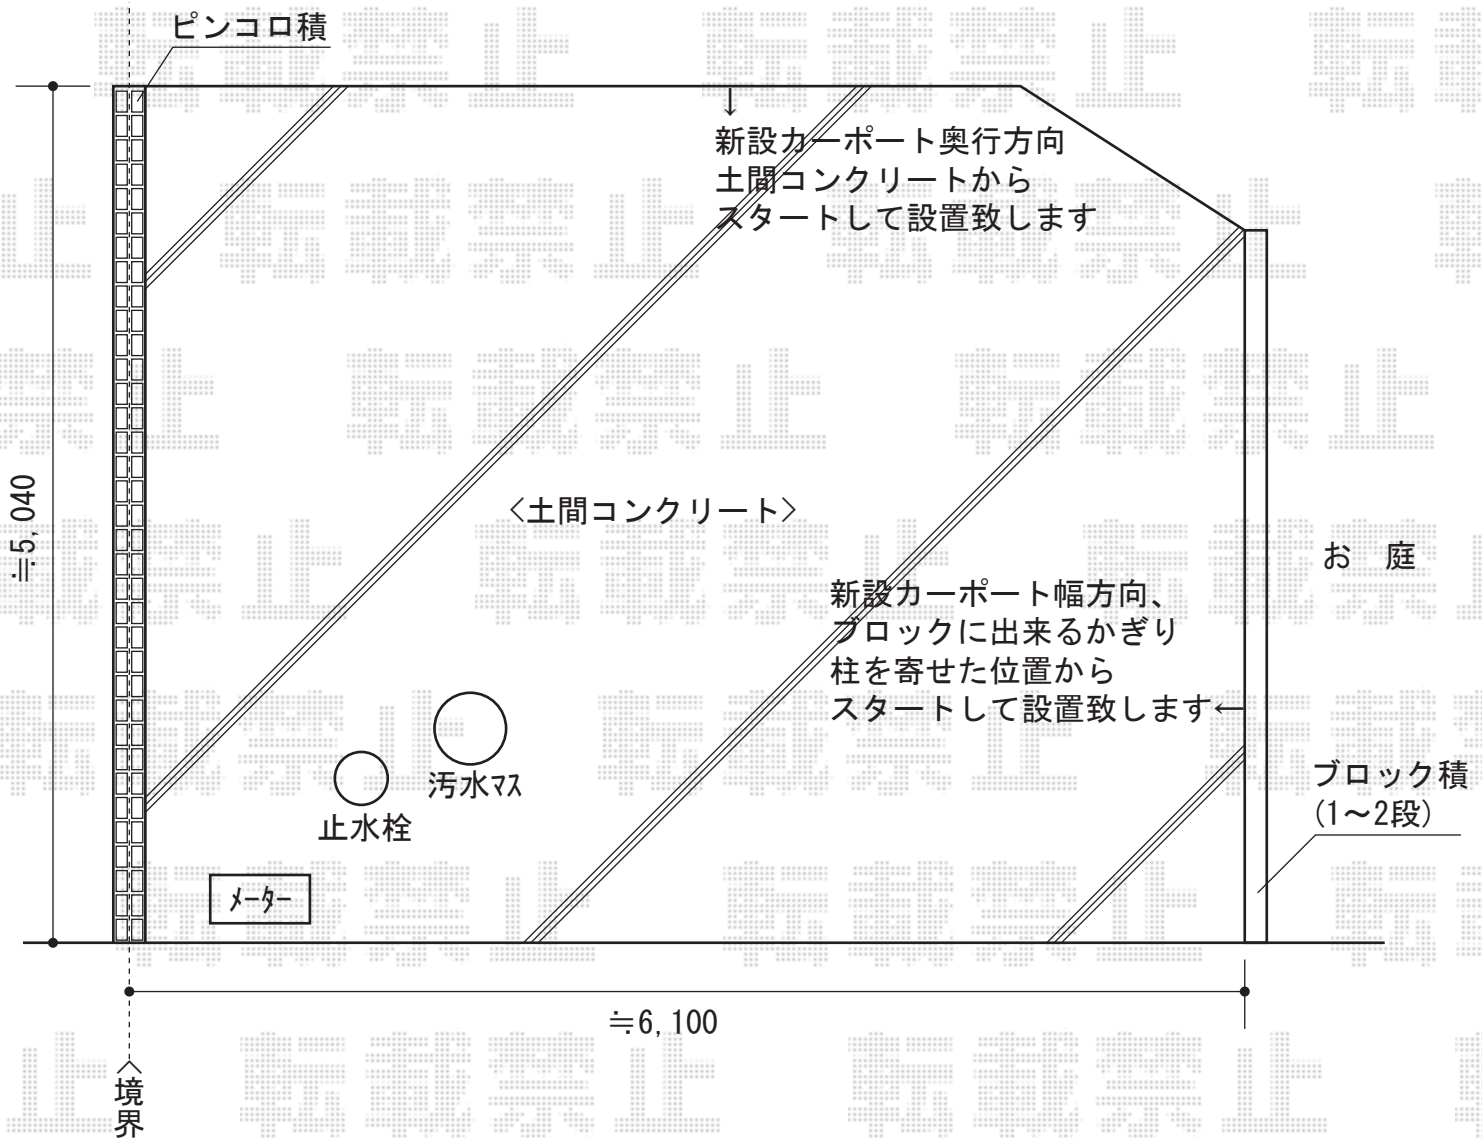 ピンコロ積
↓
新設カーポート奥行方向
土間コンクリートから
スタートして設置致します
≒5,040
<土間コンクリート>
お 庭
新設カーポート幅方向、
ブロックに出来るかぎり
柱を寄せた位置から
スタートして設置致します←
汚水マス
止水栓
ブロック積
(1～2段)
メーター
≒6,100
<境界
転載禁止